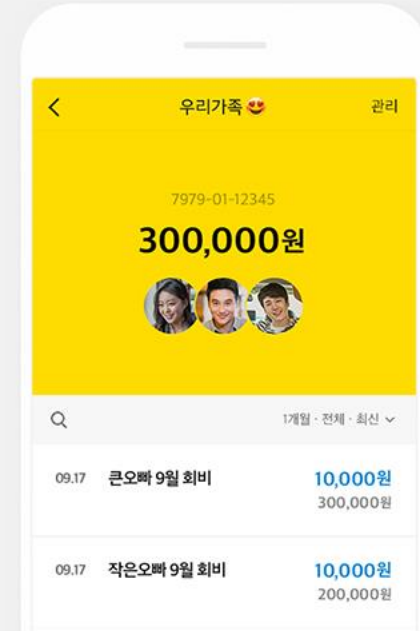 우리가족😍 관리
7979-01-12345
300,000원
1개월 · 전체 · 최신
09.17 큰오빠 9월 회비 10,000원
300,000원
09.17 작은오빠 9월 회비 10,000원
200,000원